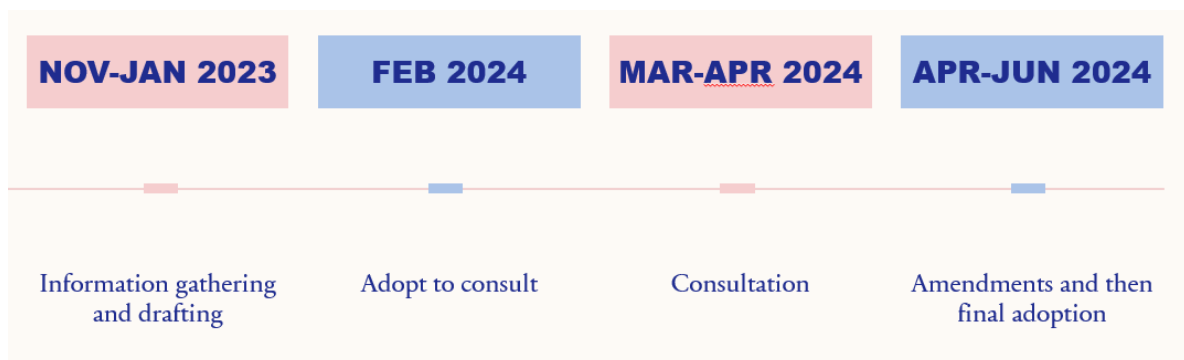 NOV-JAN 2023
FEB 2024
MAR-APR 2024
APR-JUN 2024
Information gathering
and drafting
Adopt to consult
Consultation
Amendments and then
final adoption